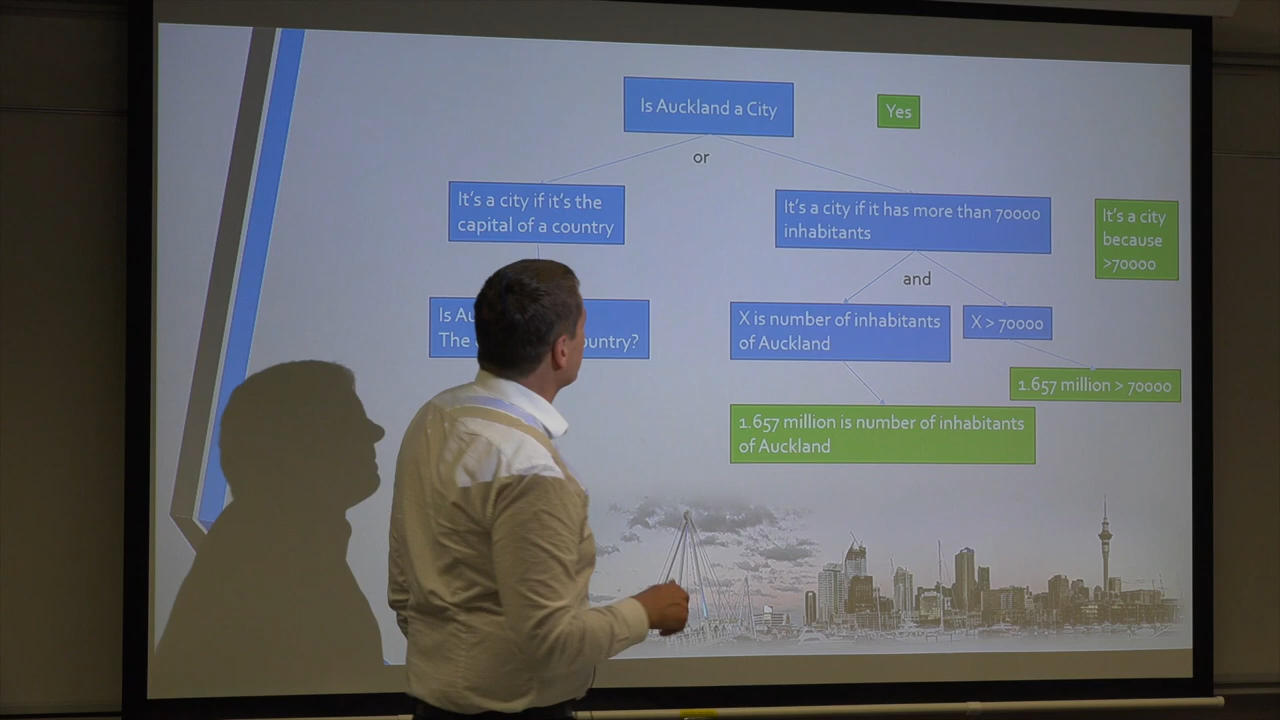 Is Auckland a City
Yes
or
It's a city if it's the
capital of a country
It's a city if it has more than 70000
inhabitants
It's a city
because
>70000
and
Is
The
country?
X is number of inhabitants
of Auckland
X > 70000
1.657 million > 70000
1.657 million is number of inhabitants
of Auckland